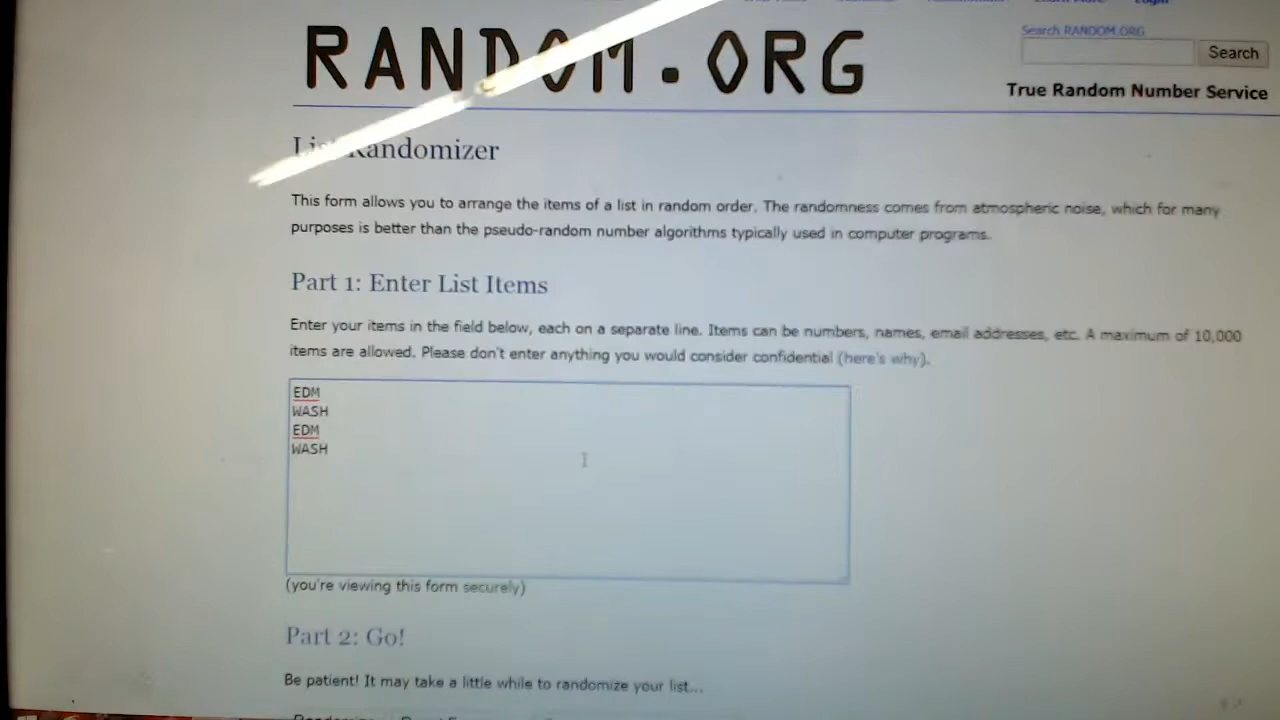 Login
Search RANDOM.ORG
RANDOM.ORG
Search
True Random Number Service
List Randomizer
This form allows you to arrange the items of a list in random order. The randomness comes from atmospheric noise, which for many
purposes is better than the pseudo-random number algorithms typically used in computer programs.
Part 1: Enter List Items
Enter your items in the field below, each on a separate line. Items can be numbers, names, email addresses, etc. A maximum of 10,000
items are allowed. Please don't enter anything you would consider confidential (here's why).
EDM
WASH
EDM
WASH
(you're viewing this form securely)
Part 2: Go!
Be patient! It may take a little while to randomize your list...